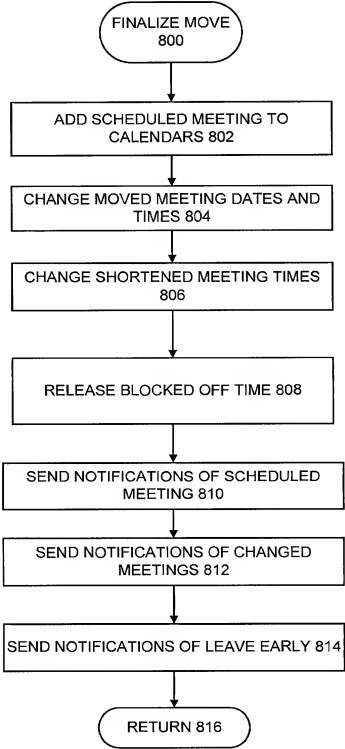 FINALIZE MOVE
800
ADD SCHEDULED MEETING TO
CALENDARS 802
CHANGE MOVED MEETING DATES AND
TIMES 804
CHANGE SHORTENED MEETING TIMES
806
RELEASE BLOCKED OFF TIME 808
SEND NOTIFICATIONS OF SCHEDULED
MEETING 810
SEND NOTIFICATIONS OF CHANGED
MEETINGS 812
SEND NOTIFICATIONS OF LEAVE EARLY 814
RETURN 816